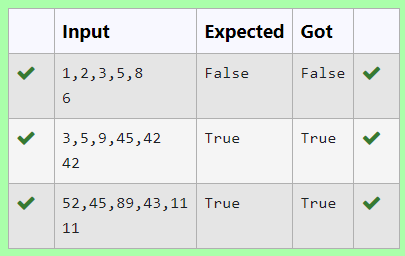 Input Expected Got
1,2,3,5,8 False False
6
3,5,9,45,42 True True
42
52,45,89,43,11 True True
11